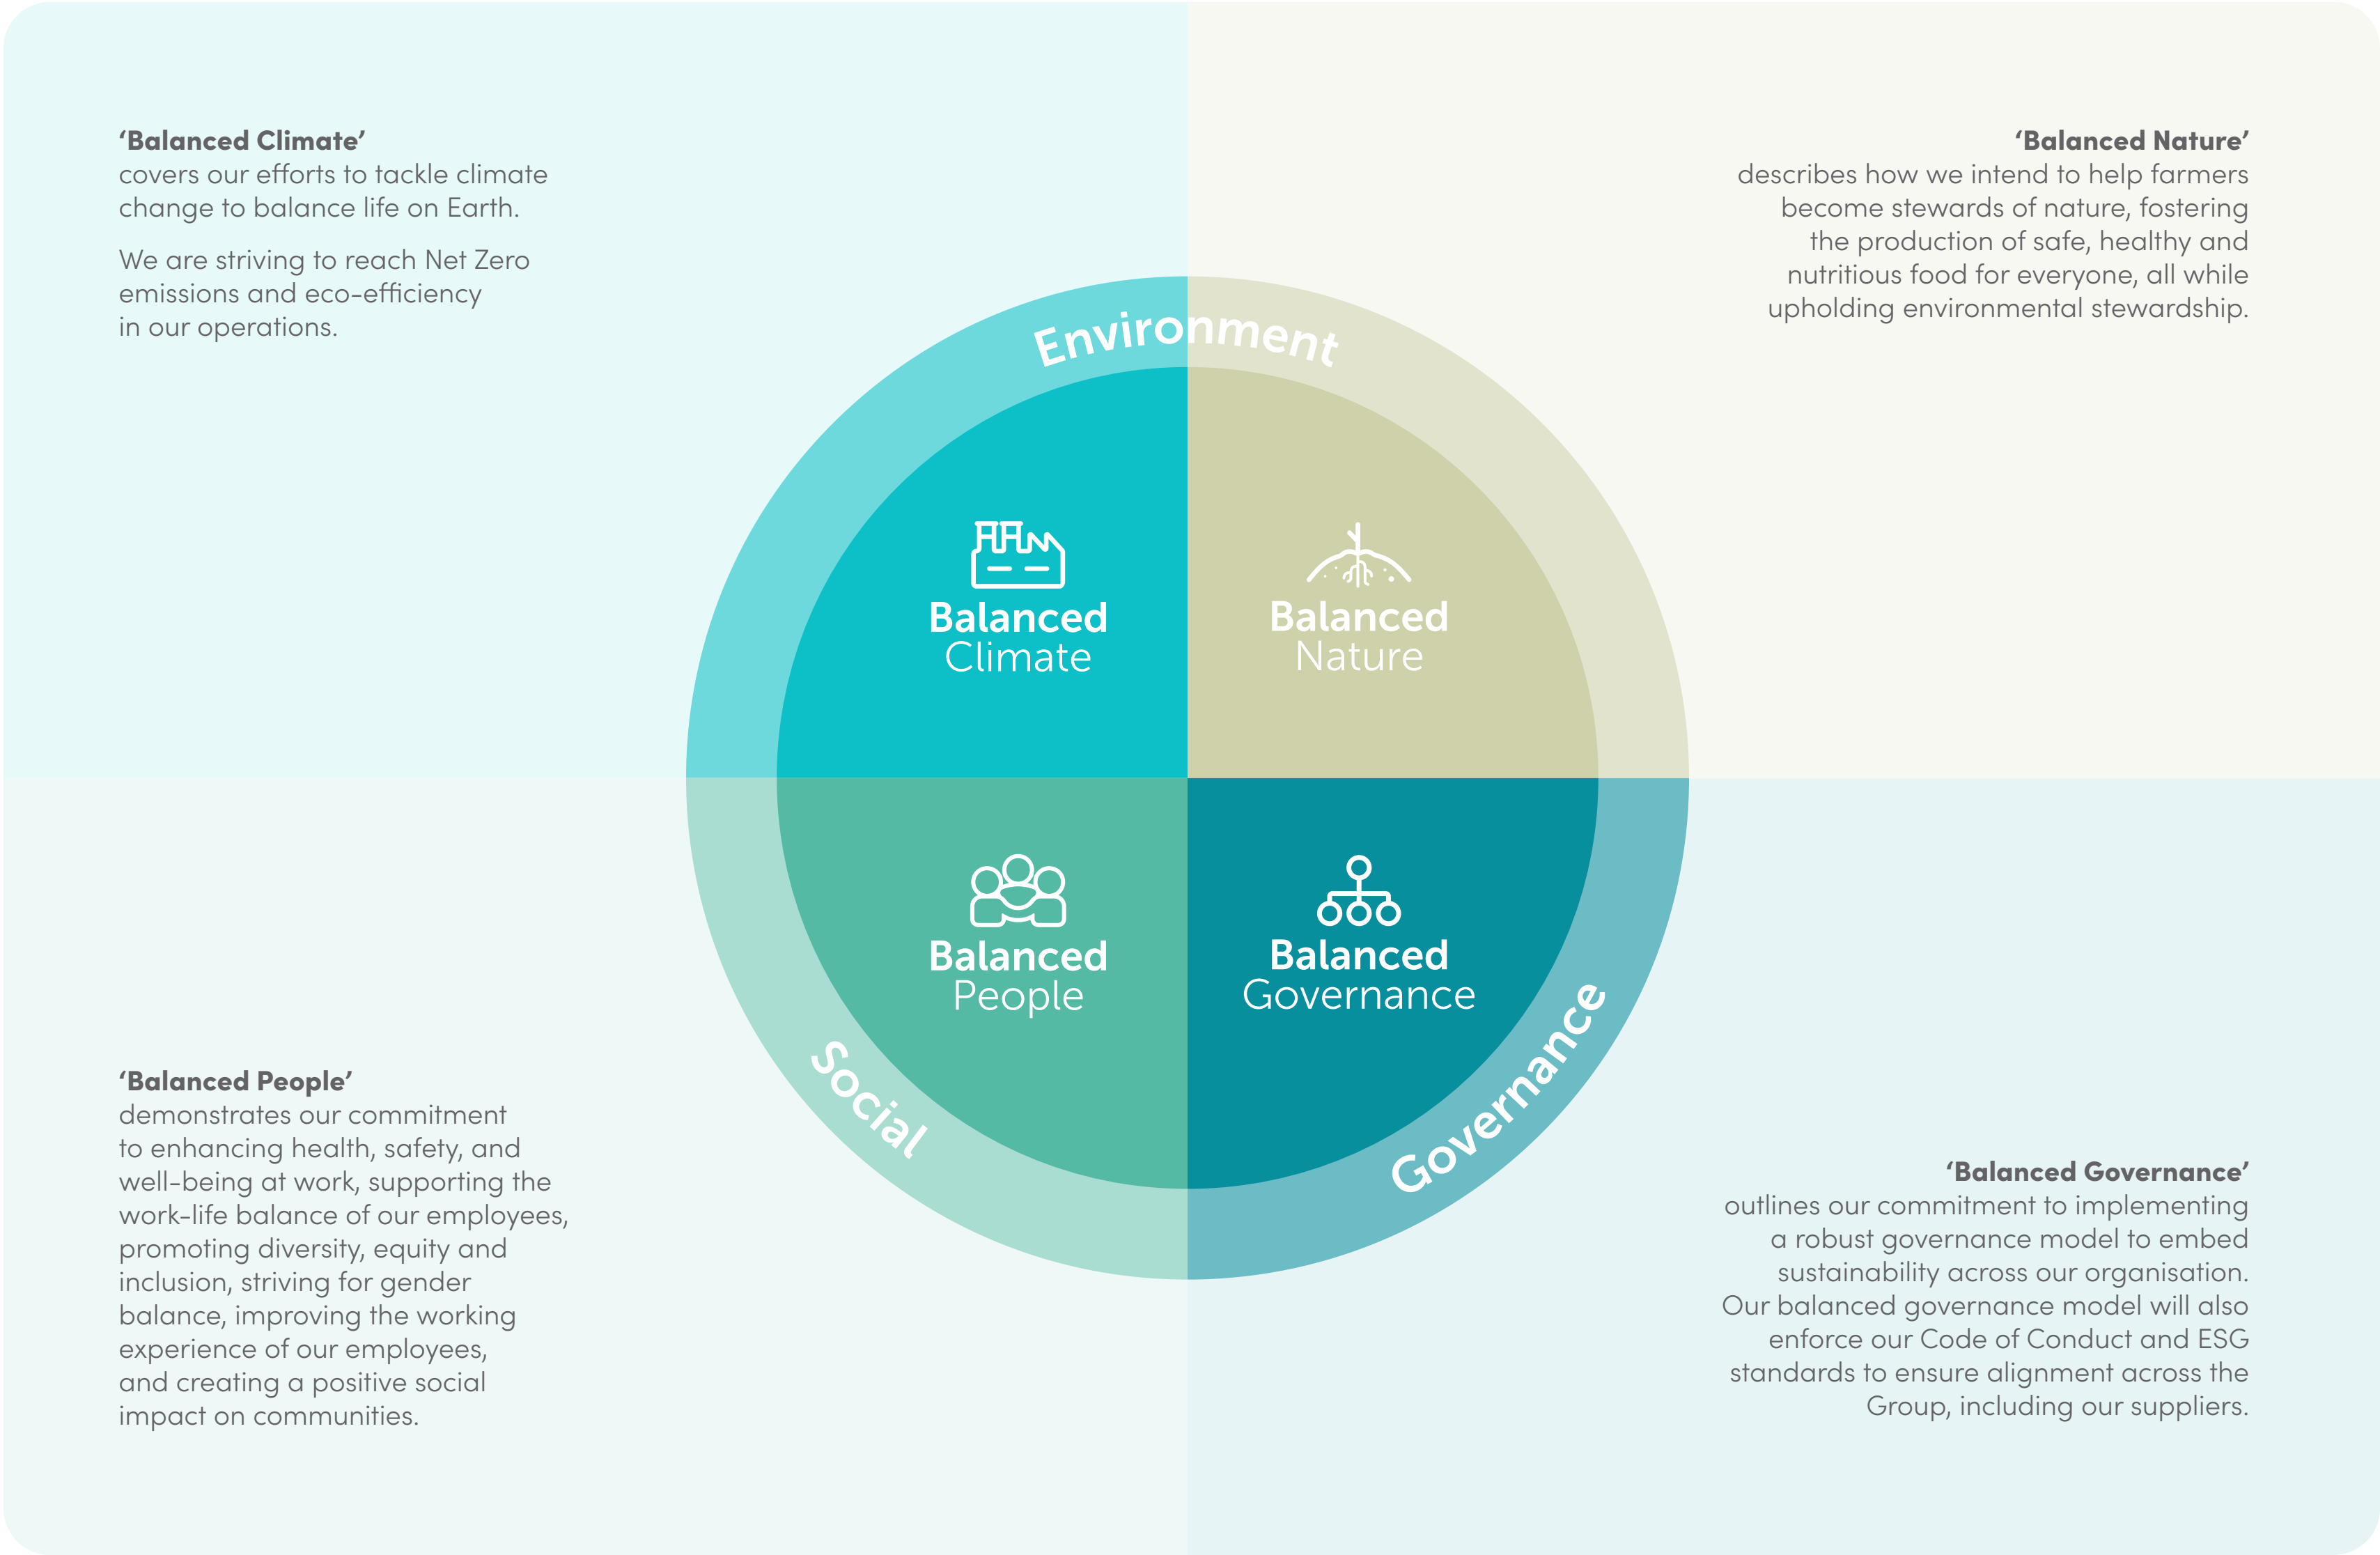 ‘Balanced Climate’
covers our efforts to tackle climate
change to balance life on Earth.
We are striving to reach Net Zero
emissions and eco-efficiency
in our operations.
‘Balanced Nature’
describes how we intend to help farmers
become stewards of nature, fostering
the production of safe, healthy and
nutritious food for everyone, all while
upholding environmental stewardship.
Environment
Balanced
Climate
Balanced
Nature
Balanced
People
Balanced
Governance
Social
Governance
‘Balanced People’
demonstrates our commitment
to enhancing health, safety, and
well-being at work, supporting the
work-life balance of our employees,
promoting diversity, equity and
inclusion, striving for gender
balance, improving the working
experience of our employees,
and creating a positive social
impact on communities.
‘Balanced Governance’
outlines our commitment to implementing
a robust governance model to embed
sustainability across our organisation.
Our balanced governance model will also
enforce our Code of Conduct and ESG
standards to ensure alignment across the
Group, including our suppliers.